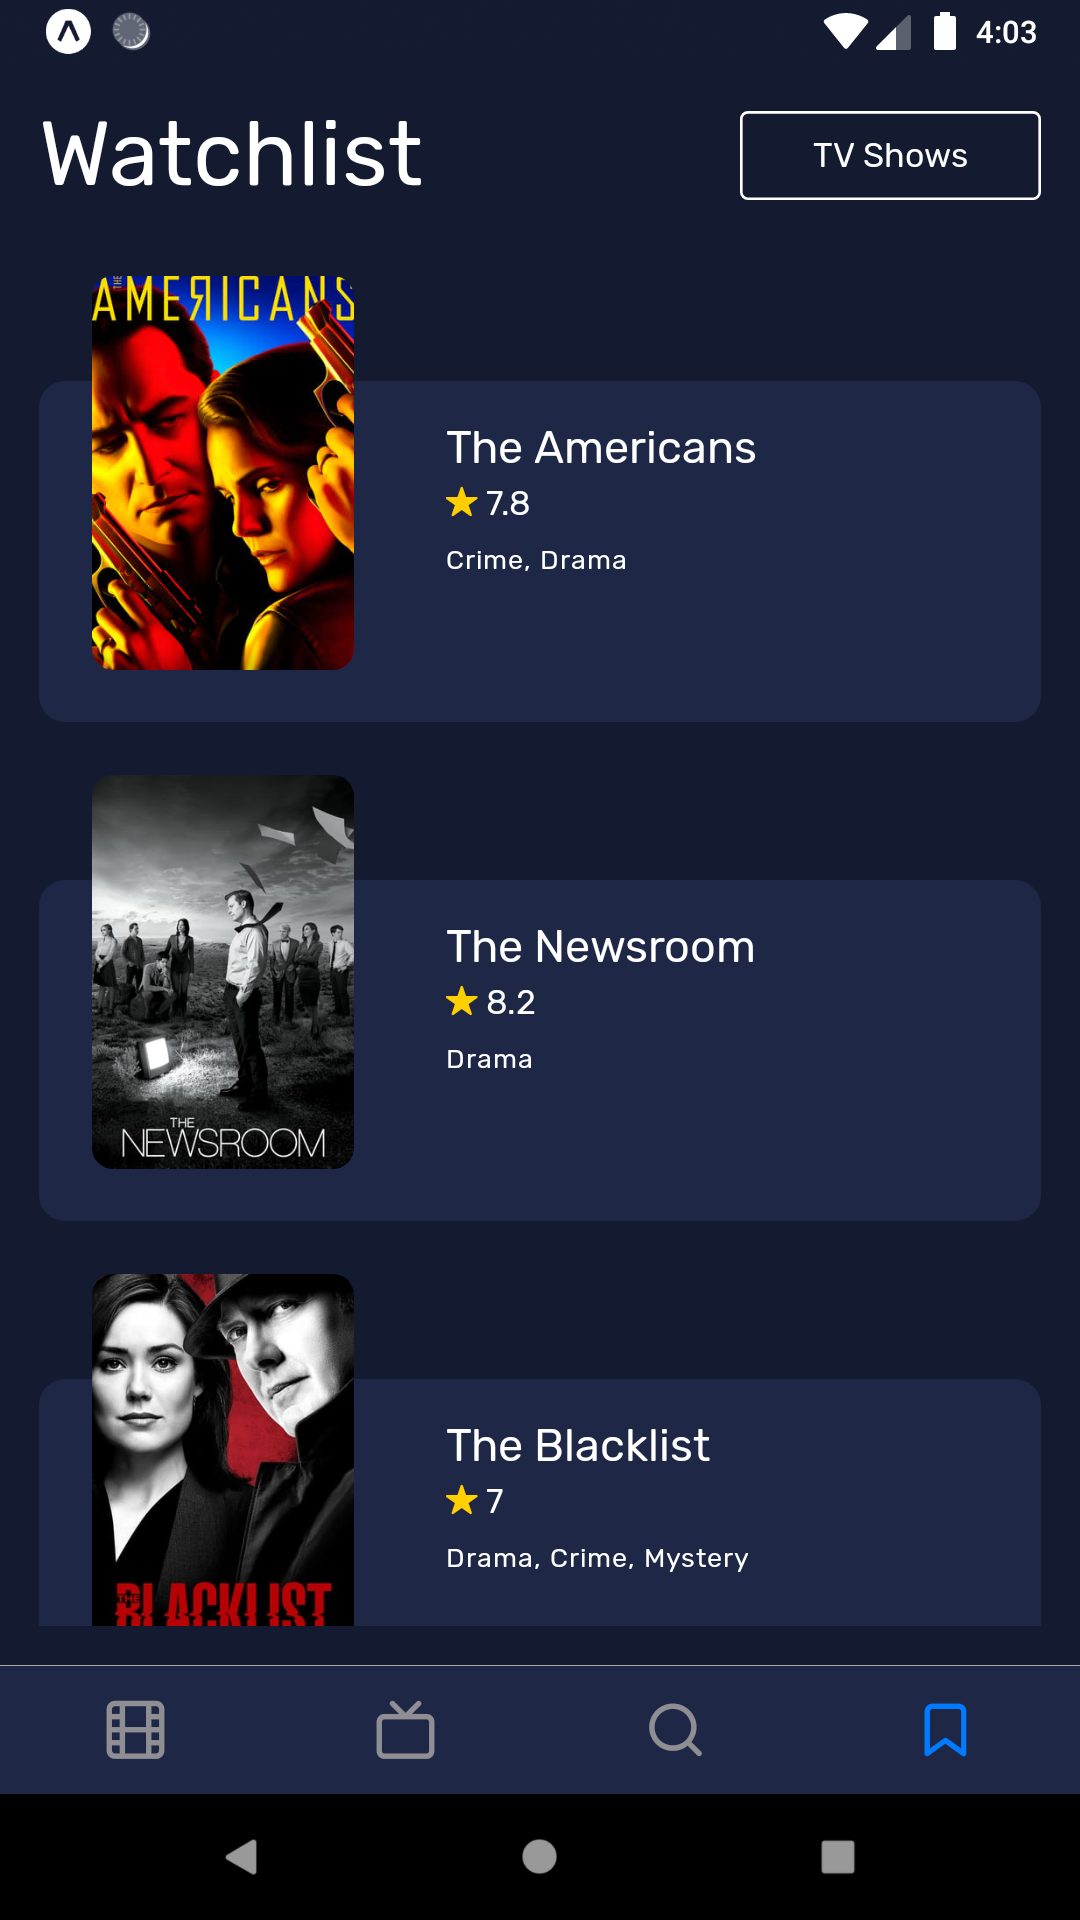 4:03
Watchlist
TV Shows
THE
AMERICANS
The Americans
7.8
Crime, Drama
THE
NEWSROOM
The Newsroom
8.2
Drama
THE
BLACKLIST
The Blacklist
7
Drama, Crime, Mystery